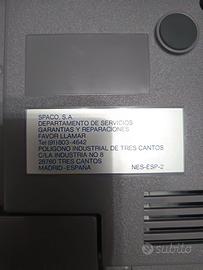 SPACO, S.A.
DEPARTAMENTO DE SERVICIOS
GARANTIAS Y REPARACIONES
FAVOR LLAMAR
Tel (91)803-4642
POLIGONO INDUSTRIAL DE TRES CANTOS
C/LA INDUSTRIA NO 8
28760 TRES CANTOS
MADRID-ESPAÑA NES-ESP-2
subito